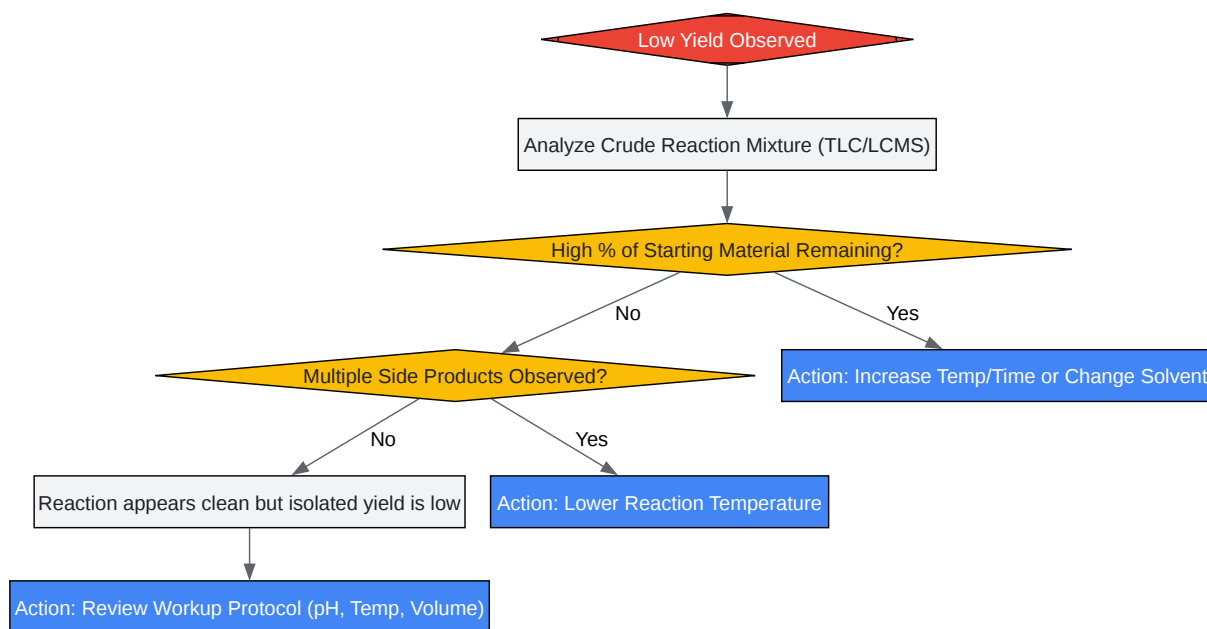 Low Yield Observed
Analyze Crude Reaction Mixture (TLC/LCMS)
High % of Starting Material Remaining?
No
Yes
Multiple Side Products Observed?
Action: Increase Temp/Time or Change Solvent
No
Yes
Reaction appears clean but isolated yield is low
Action: Lower Reaction Temperature
Action: Review Workup Protocol (pH, Temp, Volume)